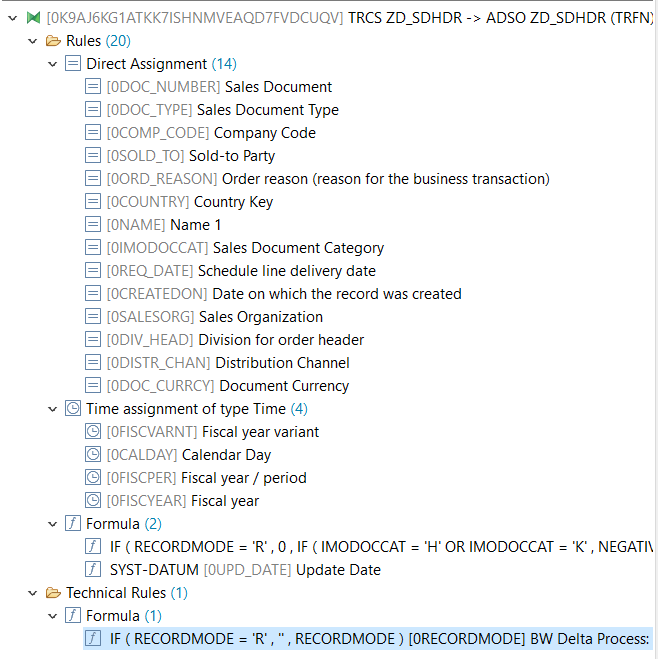 [0K9AJ6KG1ATKK7ISHNMVEAQD7FVDCUQV] TRCS ZD_SDHDR -> ADSO ZD_SDHDR (TRFN)
Rules (20)
Direct Assignment (14)
[0DOC_NUMBER] Sales Document
[0DOC_TYPE] Sales Document Type
[0COMP_CODE] Company Code
[0SOLD_TO] Sold-to Party
[0ORD_REASON] Order reason (reason for the business transaction)
[0COUNTRY] Country Key
[0NAME] Name 1
[0IMODOCCAT] Sales Document Category
[0REQ_DATE] Schedule line delivery date
[0CREATEDON] Date on which the record was created
[0SALESORG] Sales Organization
[0DIV_HEAD] Division for order header
[0DISTR_CHAN] Distribution Channel
[0DOC_CURRCY] Document Currency
Time assignment of type Time (4)
[0FISCVARNT] Fiscal year variant
[0CALDAY] Calendar Day
[0FISCPER] Fiscal year / period
[0FISCYEAR] Fiscal year
Formula (2)
IF ( RECORDMODE = 'R' , 0 , IF ( IMODOCCAT = 'H' OR IMODOCCAT = 'K' , NEGATIV
SYST-DATUM [0UPD_DATE] Update Date
Technical Rules (1)
Formula (1)
IF ( RECORDMODE = 'R' , '' , RECORDMODE ) [0RECORDMODE] BW Delta Process: